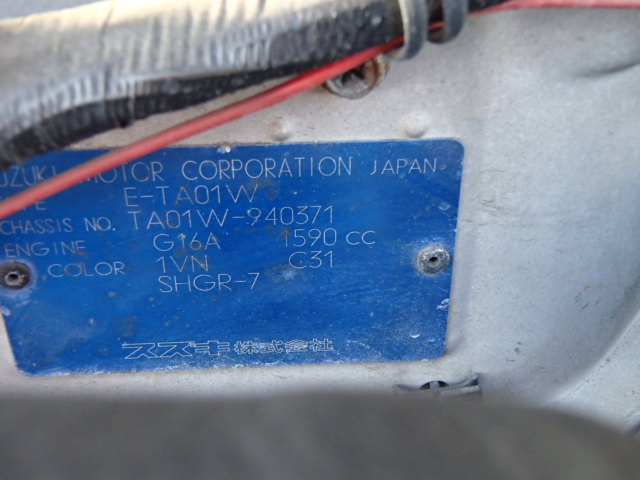 UZUKI MOTOR CORPORATION JAPAN
E-TA01W
CHASSIS NO. TA01W-940371
ENGINE G16A 1590 cc
COLOR 1VN C31
SHGR-7
スズキ株式会社